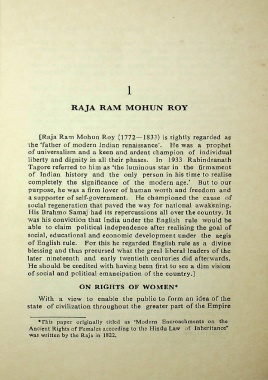 1
RAJA RAM MOHUN ROY
[Raja Ram Mohun Roy (1772—1833) is rightly regarded as
the 'father of modern Indian renaissance'. He was a prophet
of universalism and a keen and ardent champion of individual
liberty and dignity in all their phases. In 1933 Rabindranath
Tagore referred to him as 'the luminous star in the firmament
of Indian history and the only person in his time to realise
completely the significance of the modern age.' But to our
purpose, he was a firm lover of human worth and freedom and
a supporter of self-government. He championed the cause of
social regeneration that paved the way for national awakening.
His Brahmo Samaj had its repercussions all over the country. It
was his conviction that India under the English rule would be
able to claim political independence after realising the goal of
social, educational and economic development under the aegis
of English rule. For this he regarded English rule as a divine
blessing and thus precursed what the great liberal leaders of the
later nineteenth and early twentieth centuries did afterwards.
He should be credited with having been first to see a dim vision
of social and political emancipation of the country.]
ON RIGHTS OF WOMEN*
With a view to enable the public to form an idea of the
state of civilization throughout the greater part of the Empire
*This paper originally titled as 'Modern Encroachments on the
Ancient Rights of Females according to the Hindu Law of Inheritance'
was written by the Raja in 1822.